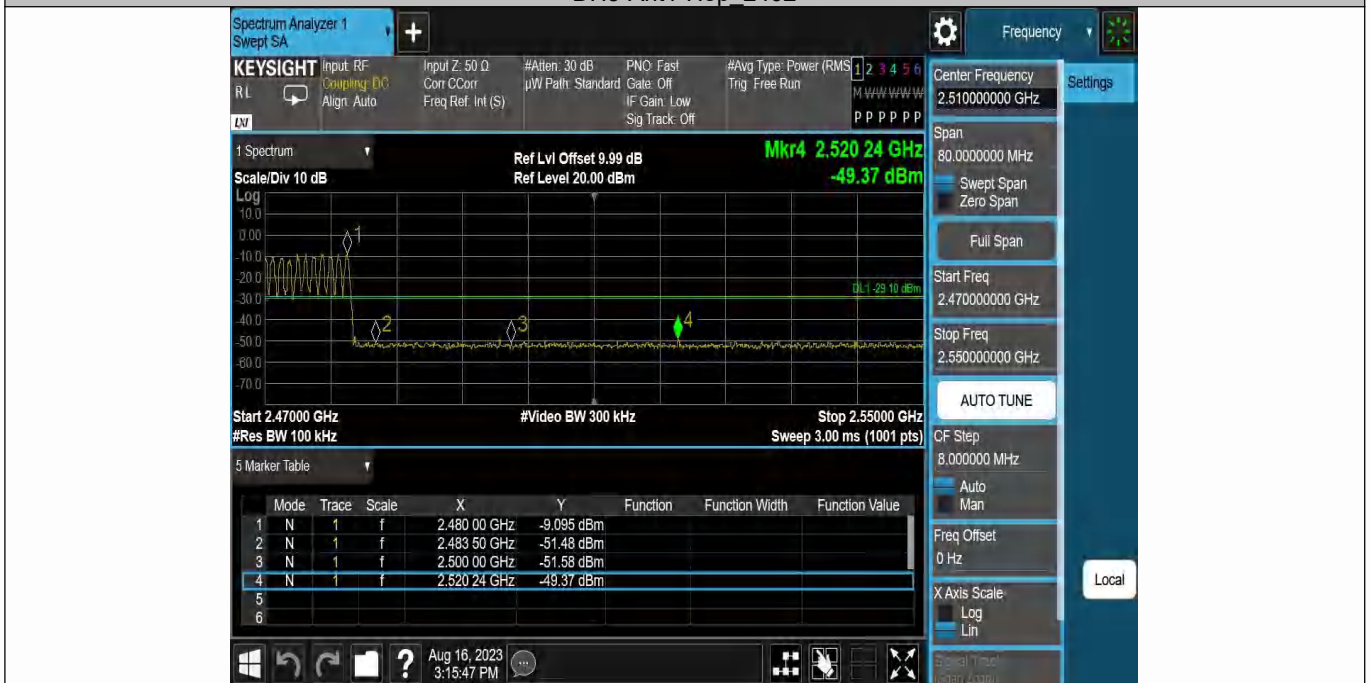 Spectrum Analyzer 1
Swept SA
+
Frequency
KEYSIGHT
RL
LXI
Input: RF
Coupling: DC
Align: Auto
Input Z: 50 Ω
Corr CCorr
Freq Ref: Int (S)
#Atten: 30 dB
µW Path: Standard
PNO: Fast
Gate: Off
IF Gain: Low
Sig Track: Off
#Avg Type: Power (RMS
Trig: Free Run
1 2 3 4 5 6
M W W W W W
P P P P P P
Center Frequency
2.510000000 GHz
Settings
Span
80.0000000 MHz
Swept Span
Zero Span
Full Span
Start Freq
2.470000000 GHz
Stop Freq
2.550000000 GHz
AUTO TUNE
CF Step
8.000000 MHz
Auto
Man
Freq Offset
0 Hz
X Axis Scale
Log
Lin
Local
1 Spectrum
Scale/Div 10 dB
Ref Lvl Offset 9.99 dB
Ref Level 20.00 dBm
Mkr4 2.520 24 GHz
-49.37 dBm
Log
10.0
0.00
-10.0
-20.0
-30.0
-40.0
-50.0
-60.0
-70.0
1
2
3
4
DL1 -29.10 dBm
Start 2.47000 GHz
#Video BW 300 kHz
Stop 2.55000 GHz
#Res BW 100 kHz
Sweep 3.00 ms (1001 pts)
5 Marker Table
Mode Trace Scale X Y Function Function Width Function Value
1 N 1 f 2.480 00 GHz -9.095 dBm
2 N 1 f 2.483 50 GHz -51.48 dBm
3 N 1 f 2.500 00 GHz -51.58 dBm
4 N 1 f 2.520 24 GHz -49.37 dBm
5
6
?
Aug 16, 2023
3:15:47 PM